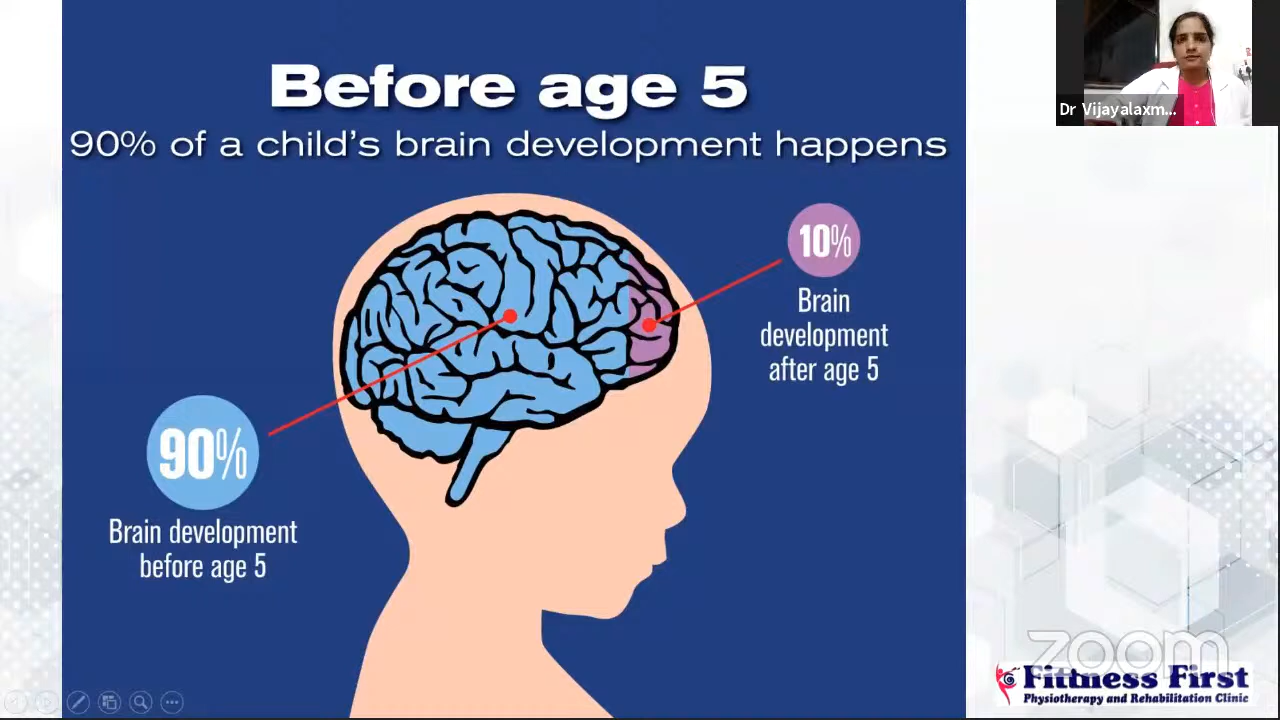 Before age 5
90% of a child's brain development happens
10%
Brain
development
after age 5
90%
Brain development
before age 5
Dr Vijayalaxm...
zoom
Fittness First
Physiotherapy and Rehabilitation Clinic